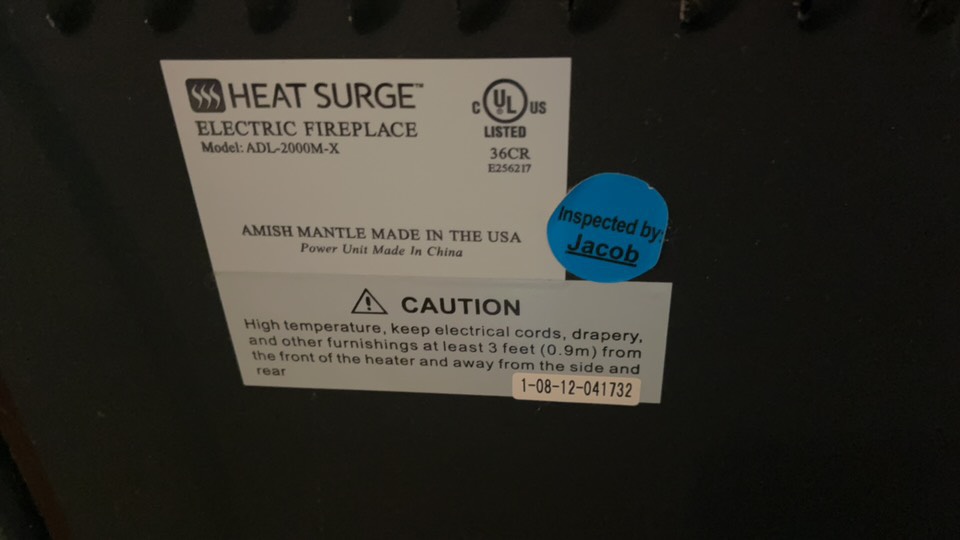 HEAT SURGE™
ELECTRIC FIREPLACE
Model: ADL-2000M-X
C UL US
LISTED
36CR
E256217
AMISH MANTLE MADE IN THE USA
Power Unit Made In China
Inspected by:
Jacob
CAUTION
High temperature, keep electrical cords, drapery,
and other furnishings at least 3 feet (0.9m) from
the front of the heater and away from the side and
rear
1-08-12-041732